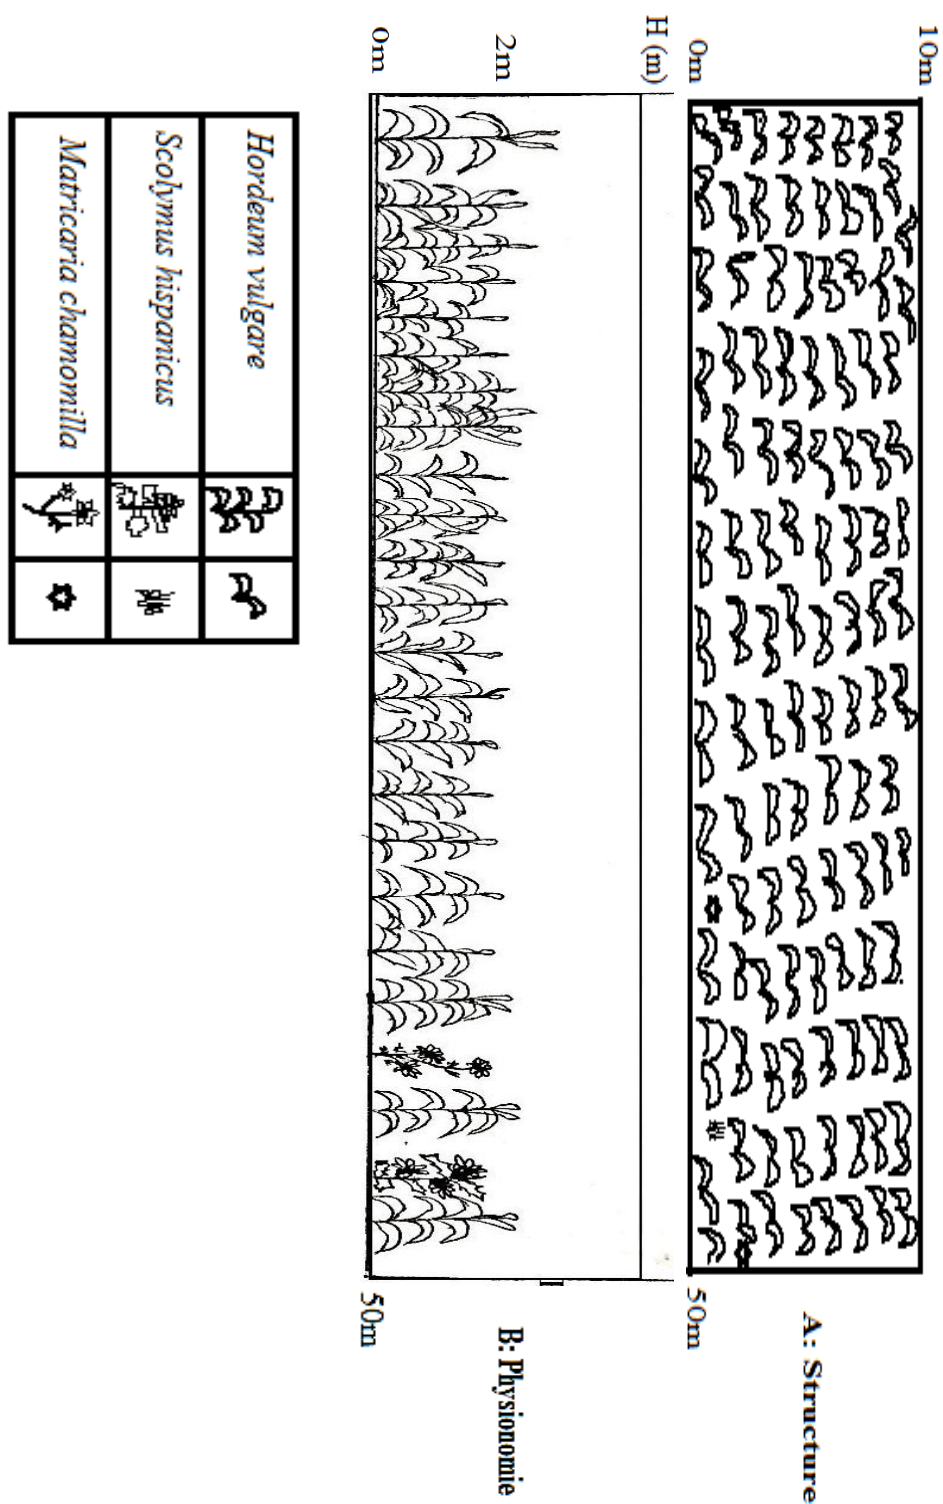 10m
0m
50m
A: Structure
H (m)
2m
0m
50m
B: Physionomie
Hordeum vulgare
Scolymus hispanicus
Matricaria chamomilla